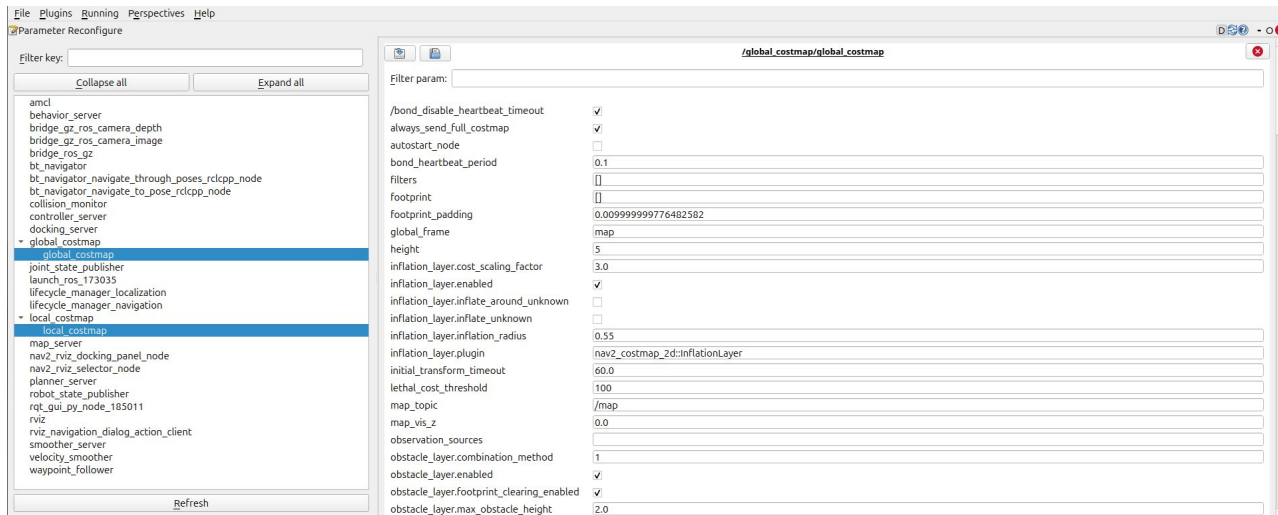 File Plugins Running Perspectives Help
Parameter Reconfigure
D
- O
Filter key:
Collapse all
Expand all
amcl
behavior_server
bridge_gz_ros_camera_depth
bridge_gz_ros_camera_image
bridge_ros_gz
bt_navigator
bt_navigator_navigate_through_poses_rclcpp_node
bt_navigator_navigate_to_pose_rclcpp_node
collision_monitor
controller_server
docking_server
global_costmap
global_costmap
joint_state_publisher
launch_ros_173035
lifecycle_manager_localization
lifecycle_manager_navigation
local_costmap
local_costmap
map_server
nav2_rviz_docking_panel_node
nav2_rviz_selector_node
planner_server
robot_state_publisher
rqt_gui_py_node_185011
rviz
rviz_navigation_dialog_action_client
smoother_server
velocity_smoother
waypoint_follower
Refresh
/global_costmap/global_costmap
Filter param:
/bond_disable_heartbeat_timeout
always_send_full_costmap
autostart_node
bond_heartbeat_period 0.1
filters []
footprint []
footprint_padding 0.009999999776482582
global_frame map
height 5
inflation_layer.cost_scaling_factor 3.0
inflation_layer.enabled
inflation_layer.inflate_around_unknown
inflation_layer.inflate_unknown
inflation_layer.inflation_radius 0.55
inflation_layer.plugin nav2_costmap_2d::InflationLayer
initial_transform_timeout 60.0
lethal_cost_threshold 100
map_topic /map
map_vis_z 0.0
observation_sources
obstacle_layer.combination_method 1
obstacle_layer.enabled
obstacle_layer.footprint_clearing_enabled
obstacle_layer.max_obstacle_height 2.0